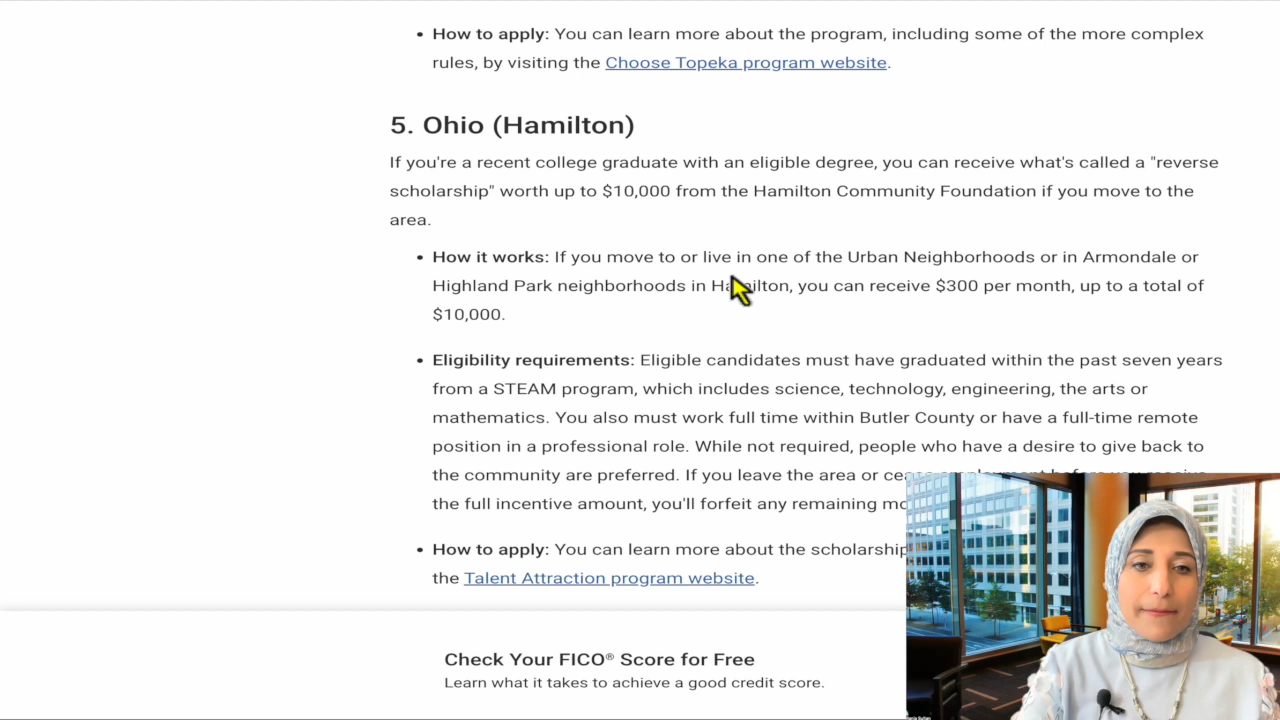 • How to apply: You can learn more about the program, including some of the more complex
rules, by visiting the Choose Topeka program website.
5. Ohio (Hamilton)
If you're a recent college graduate with an eligible degree, you can receive what's called a "reverse
scholarship" worth up to $10,000 from the Hamilton Community Foundation if you move to the
area.
• How it works: If you move to or live in one of the Urban Neighborhoods or in Armondale or
Highland Park neighborhoods in Hamilton, you can receive $300 per month, up to a total of
$10,000.
• Eligibility requirements: Eligible candidates must have graduated within the past seven years
from a STEAM program, which includes science, technology, engineering, the arts or
mathematics. You also must work full time within Butler County or have a full-time remote
position in a professional role. While not required, people who have a desire to give back to
the community are preferred. If you leave the area or cease employment before you receive
the full incentive amount, you'll forfeit any remaining
• How to apply: You can learn more about the scholarship
the Talent Attraction program website.
Check Your FICO® Score for Free
Learn what it takes to achieve a good credit score.